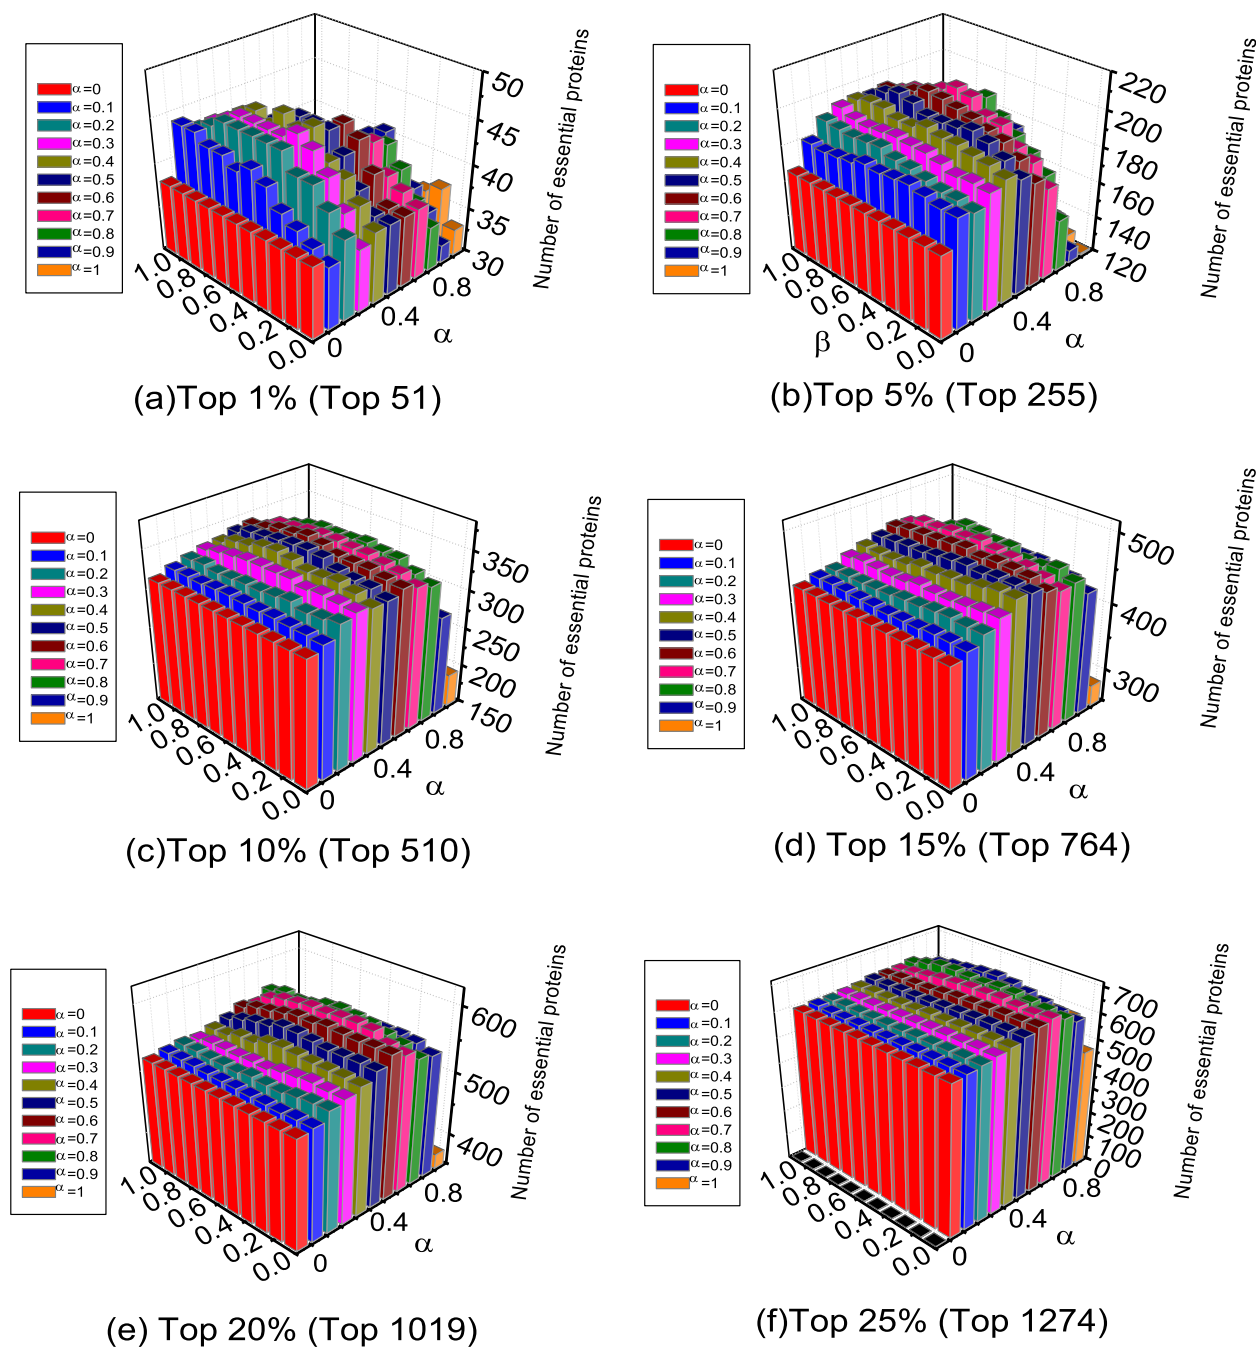 α=0
α=0.1
α=0.2
α=0.3
α=0.4
α=0.5
α=0.6
α=0.7
α=0.8
α=0.9
α=1
50
45
40
35
30
Number of essential proteins
1.0
0.8
0.6
0.4
0.2
0.0
0
0.4
0.8
α
(a)Top 1% (Top 51)
α=0
α=0.1
α=0.2
α=0.3
α=0.4
α=0.5
α=0.6
α=0.7
α=0.8
α=0.9
α=1
220
200
180
160
140
120
Number of essential proteins
1.0
0.8
0.6
0.4
0.2
0.0
β
0
0.4
0.8
α
(b)Top 5% (Top 255)
α=0
α=0.1
α=0.2
α=0.3
α=0.4
α=0.5
α=0.6
α=0.7
α=0.8
α=0.9
α=1
350
300
250
200
150
Number of essential proteins
1.0
0.8
0.6
0.4
0.2
0.0
0
0.4
0.8
α
(c)Top 10% (Top 510)
α=0
α=0.1
α=0.2
α=0.3
α=0.4
α=0.5
α=0.6
α=0.7
α=0.8
α=0.9
α=1
500
400
300
Number of essential proteins
1.0
0.8
0.6
0.4
0.2
0.0
0
0.4
0.8
α
(d) Top 15% (Top 764)
α=0
α=0.1
α=0.2
α=0.3
α=0.4
α=0.5
α=0.6
α=0.7
α=0.8
α=0.9
α=1
600
500
400
Number of essential proteins
1.0
0.8
0.6
0.4
0.2
0.0
0
0.4
0.8
α
(e) Top 20% (Top 1019)
α=0
α=0.1
α=0.2
α=0.3
α=0.4
α=0.5
α=0.6
α=0.7
α=0.8
α=0.9
α=1
700
600
500
400
300
200
100
0
Number of essential proteins
1.0
0.8
0.6
0.4
0.2
0.0
0
0.4
0.8
α
(f)Top 25% (Top 1274)